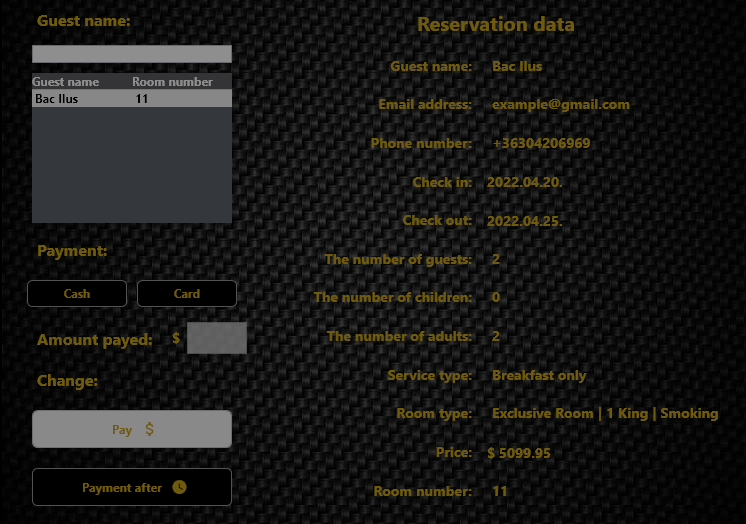 Guest name:
Guest name Room number
Bac Ilus 11
Payment:
Cash Card
Amount payed: $
Change:
Pay $
Payment after
Reservation data
Guest name: Bac Ilus
Email address: example@gmail.com
Phone number: +36304206969
Check in: 2022.04.20.
Check out: 2022.04.25.
The number of guests: 2
The number of children: 0
The number of adults: 2
Service type: Breakfast only
Room type: Exclusive Room | 1 King | Smoking
Price: $ 5099.95
Room number: 11